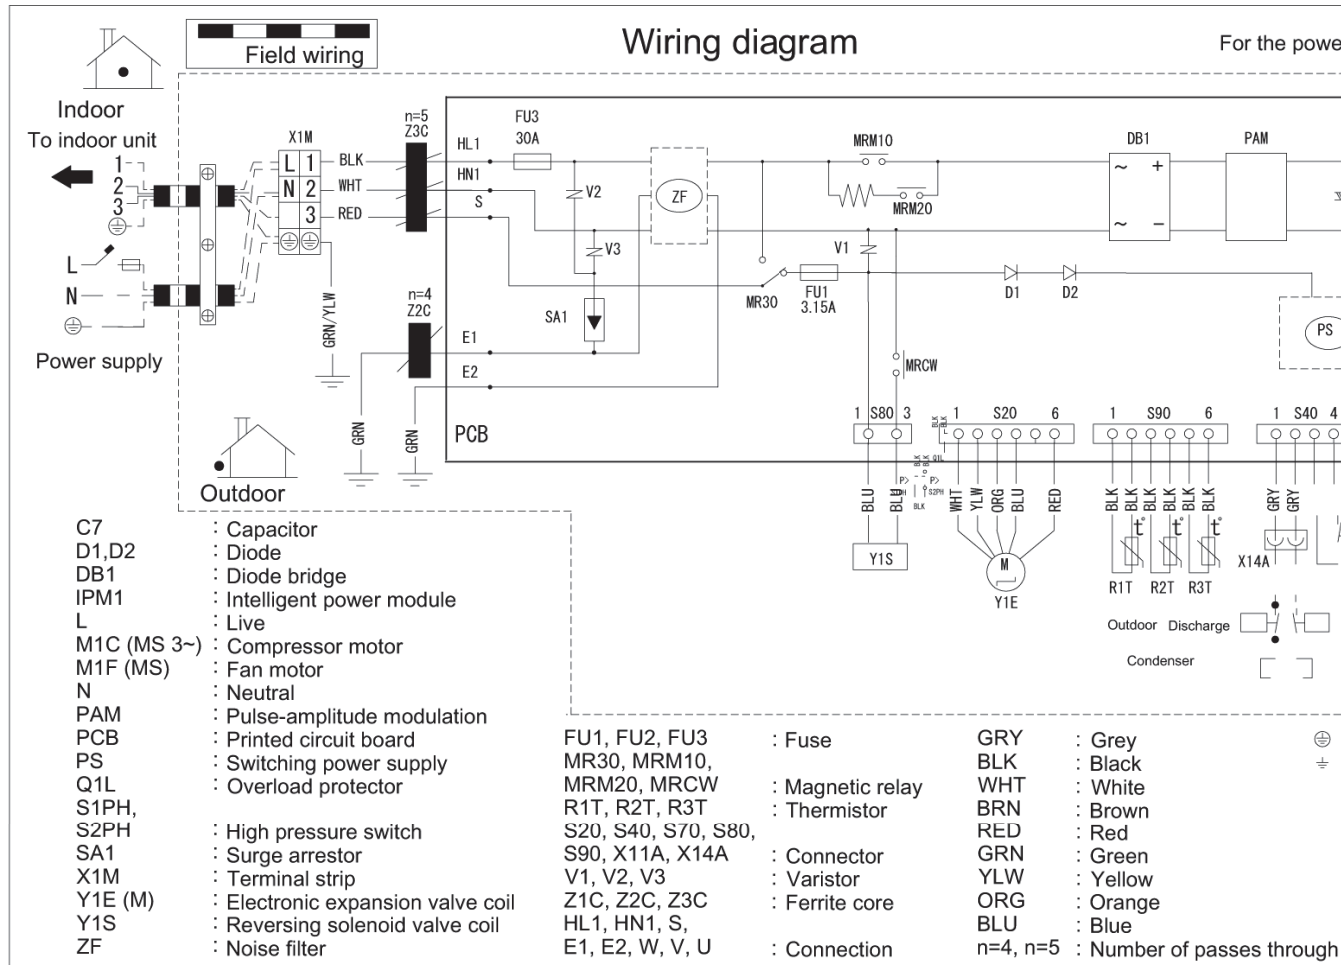 Field wiring
Wiring diagram
For the powe
Indoor
To indoor unit
1
2
3
L
N
Power supply
X1M
L 1
N 2
3
BLK
WHT
RED
GRN/YLW
n=5
Z3C
n=4
Z2C
HL1
HN1
S
E1
E2
GRN
GRN
PCB
FU3
30A
V2
V3
SA1
ZF
MRM10
MRM20
MR30
V1
FU1
3.15A
D1
D2
DB1
~ +
~ −
PAM
PS
MRCW
1 S80 3
1 S20 6
1 S90 6
1 S40 4
BLK
BLK
BLK
BLK
Q1L
P>
P>
S2PH
BLK
BLU
BLU
WHT
YLW
ORG
BLU
RED
BLK
BLK
BLK
BLK
BLK
BLK
GRY
GRY
Y1S
M
Y1E
t°
t°
t°
R1T R2T R3T
X14A
Outdoor Discharge
Condenser
Outdoor
C7 : Capacitor
D1,D2 : Diode
DB1 : Diode bridge
IPM1 : Intelligent power module
L : Live
M1C (MS 3~) : Compressor motor
M1F (MS) : Fan motor
N : Neutral
PAM : Pulse-amplitude modulation
PCB : Printed circuit board
PS : Switching power supply
Q1L : Overload protector
S1PH,
S2PH : High pressure switch
SA1 : Surge arrestor
X1M : Terminal strip
Y1E (M) : Electronic expansion valve coil
Y1S : Reversing solenoid valve coil
ZF : Noise filter
FU1, FU2, FU3 : Fuse
MR30, MRM10,
MRM20, MRCW : Magnetic relay
R1T, R2T, R3T : Thermistor
S20, S40, S70, S80,
S90, X11A, X14A : Connector
V1, V2, V3 : Varistor
Z1C, Z2C, Z3C : Ferrite core
HL1, HN1, S,
E1, E2, W, V, U : Connection
GRY : Grey
BLK : Black
WHT : White
BRN : Brown
RED : Red
GRN : Green
YLW : Yellow
ORG : Orange
BLU : Blue
n=4, n=5 : Number of passes through